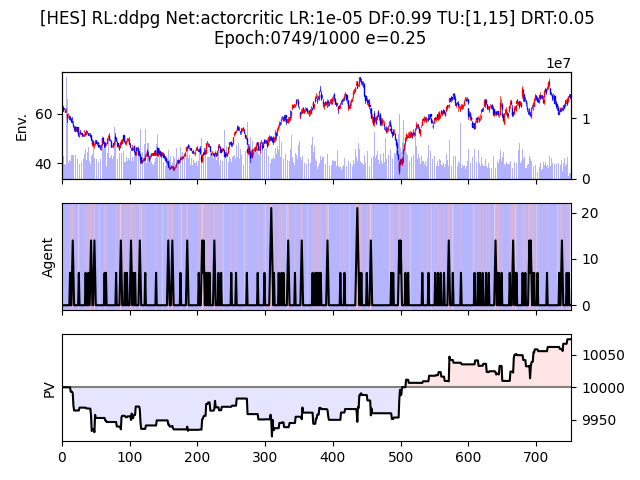 [HES] RL:ddpg Net:actorcritic LR:1e-05 DF:0.99 TU:[1,15] DRT:0.05
Epoch:0749/1000 e=0.25
1e7
Env.
60
40
1
0
Agent
20
10
0
PV
10050
10000
9950
0 100 200 300 400 500 600 700